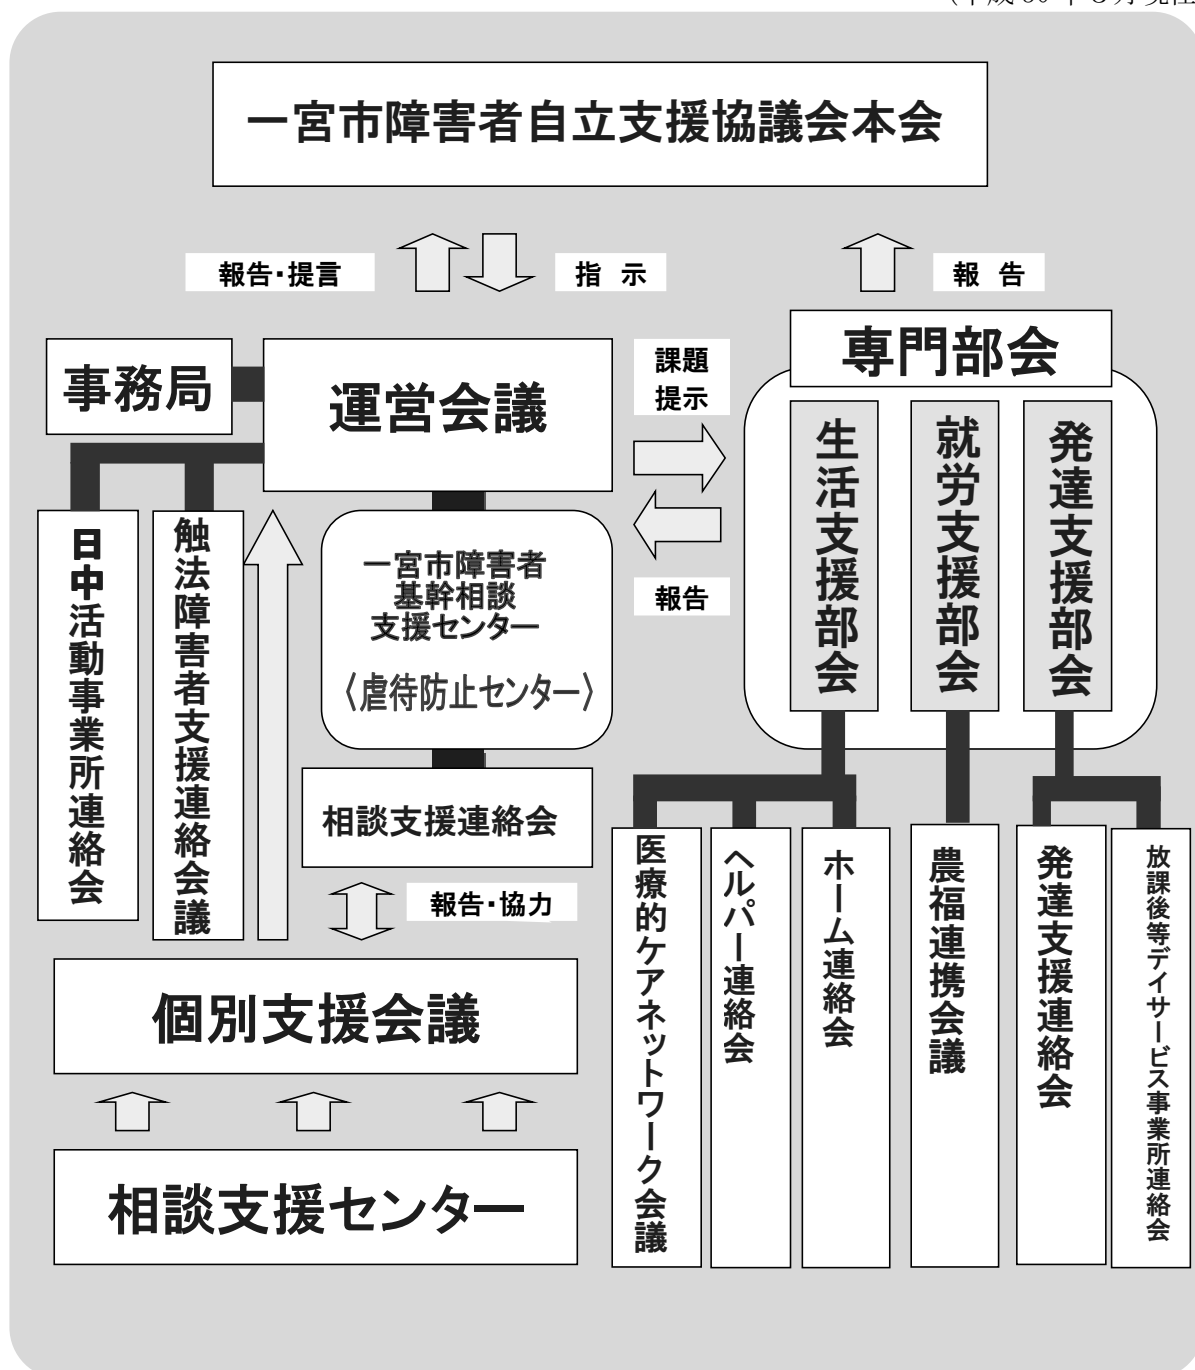 一宮市障害者自立支援協議会本会
報告・提言
指 示
報 告
事務局
運営会議
課題
提示
報告
専門部会
生活支援部会
就労支援部会
発達支援部会
日中活動事業所連絡会
触法障害者支援連絡会議
一宮市障害者
基幹相談
支援センター
〈虐待防止センター〉
相談支援連絡会
報告・協力
個別支援会議
相談支援センター
医療的ケアネットワーク会議
ヘルパー連絡会
ホーム連絡会
農福連携会議
発達支援連絡会
放課後等デイサービス事業所連絡会